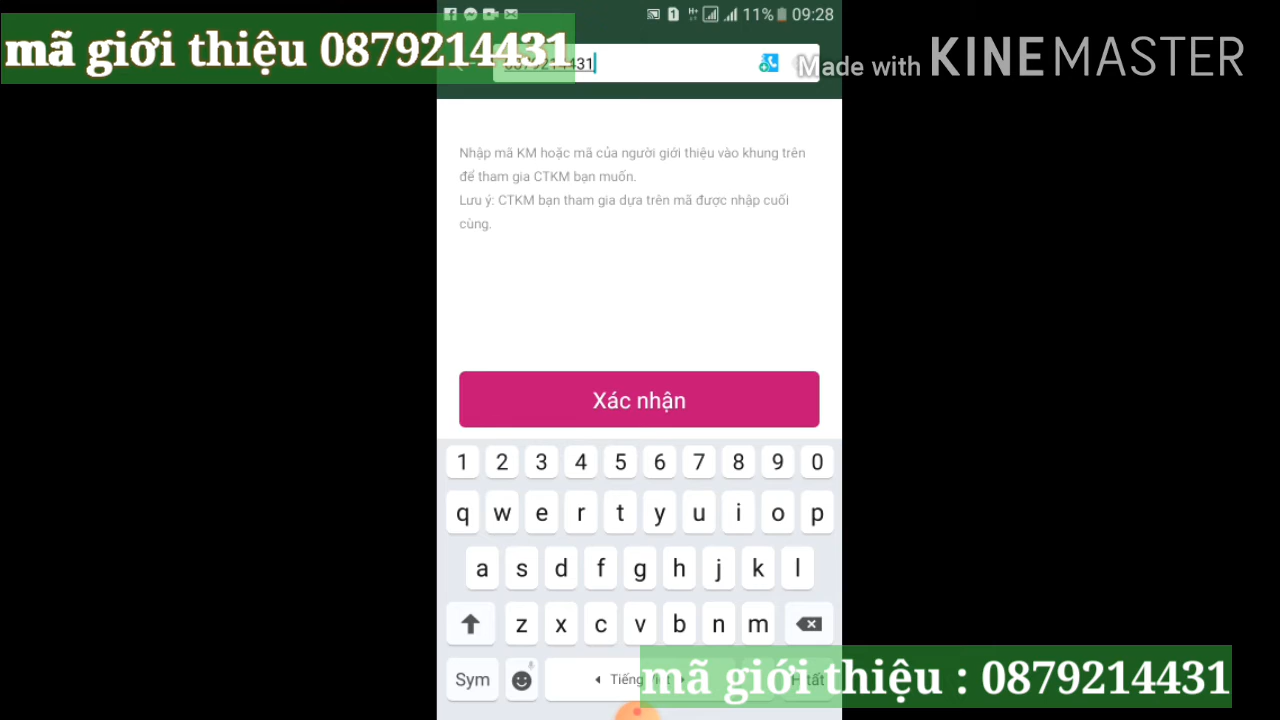 11% 09:28
mã giới thiệu 0879214431
0879214431
Made with KINEMASTER
Nhập mã KM hoặc mã của người giới thiệu vào khung trên
để tham gia CTKM bạn muốn.
Lưu ý: CTKM bạn tham gia dựa trên mã được nhập cuối
cùng.
Xác nhận
1 2 3 4 5 6 7 8 9 0
q w e r t y u i o p
a s d f g h j k l
z x c v b n m
Sym Tiếng Việt
mã giới thiệu : 0879214431